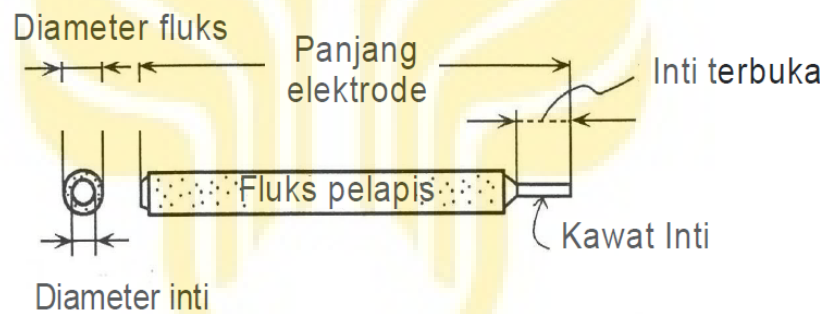 Diameter fluks
Panjang
elektrode
Inti terbuka
Fluks pelapis
Kawat Inti
Diameter inti